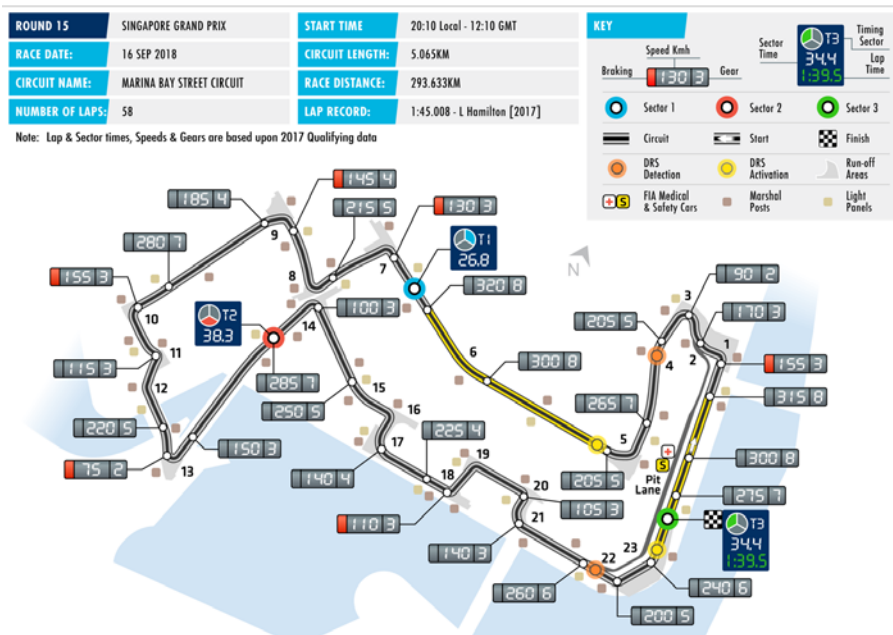 ROUND 15 SINGAPORE GRAND PRIX START TIME 20:10 Local - 12:10 GMT
RACE DATE: 16 SEP 2018 CIRCUIT LENGTH: 5.065KM
CIRCUIT NAME: MARINA BAY STREET CIRCUIT RACE DISTANCE: 293.633KM
NUMBER OF LAPS: 58 LAP RECORD: 1:45.008 - L Hamilton [2017]
Note: Lap & Sector times, Speeds & Gears are based upon 2017 Qualifying data
KEY
Speed Kmh
Braking 130 3 Gear
Sector Time
T3
34.4
1:39.5
Timing Sector
Lap Time
Sector 1 Sector 2 Sector 3
Circuit Start Finish
DRS Detection DRS Activation Run-off Areas
S FIA Medical & Safety Cars Marshal Posts Light Panels
145 4
185 4
215 5
130 3
9
280 7
T1
26.8
7
8
N
155 3
320 8
90 2
3
10
T2
38.3
14
100 3
205 5
170 3
1
11
6
4
2
155 3
115 3
300 8
12
285 7
15
315 8
250 5
16
265 7
220 5
225 4
5
150 3
17
19
300 8
75 2
13
140 4
18
205 5
S
Pit Lane
20
275 7
110 3
105 3
21
T3
34.4
1:39.5
140 3
22
23
260 6
240 6
200 5